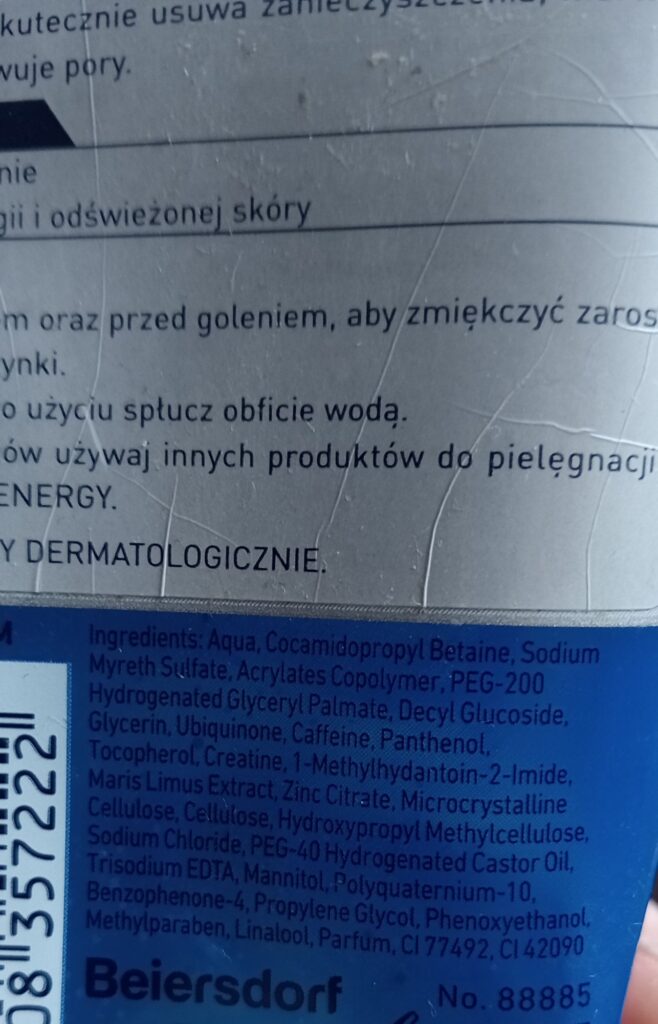 kutecznie usuwa zanieczyszczenia,
wuje pory.
nie
gii i odświeżonej skóry
m oraz przed goleniem, aby zmiękczyć zaros
ynki.
o użyciu spłucz obficie wodą.
ów używaj innych produktów do pielęgnacji
ENERGY.
Y DERMATOLOGICZNIE.
M
Ingredients: Aqua, Cocamidopropyl Betaine, Sodium
Myreth Sulfate, Acrylates Copolymer, PEG-200
Hydrogenated Glyceryl Palmate, Decyl Glucoside,
Glycerin, Ubiquinone, Caffeine, Panthenol,
Tocopherol, Creatine, 1-Methylhydantoin-2-Imide,
Maris Limus Extract, Zinc Citrate, Microcrystalline
Cellulose, Cellulose, Hydroxypropyl Methylcellulose,
Sodium Chloride, PEG-40 Hydrogenated Castor Oil,
Trisodium EDTA, Mannitol, Polyquaternium-10,
Benzophenone-4, Propylene Glycol, Phenoxyethanol,
Methylparaben, Linalool, Parfum, CI 77492, CI 42090
Beiersdorf
No. 88885
08 357222